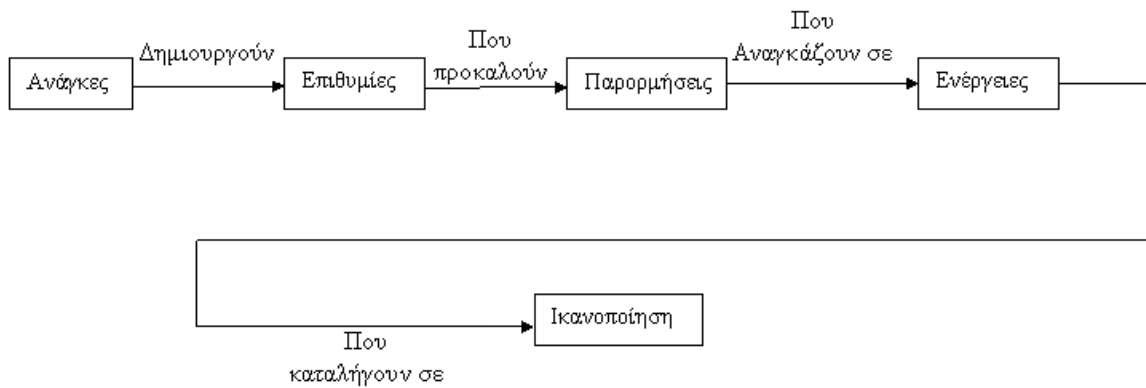 Ανάγκες
Δημιουργούν
Επιθυμίες
Που
προκαλούν
Παρορμήσεις
Που
Αναγκάζουν σε
Ενέργειες
Που
καταλήγουν σε
Ικανοποίηση